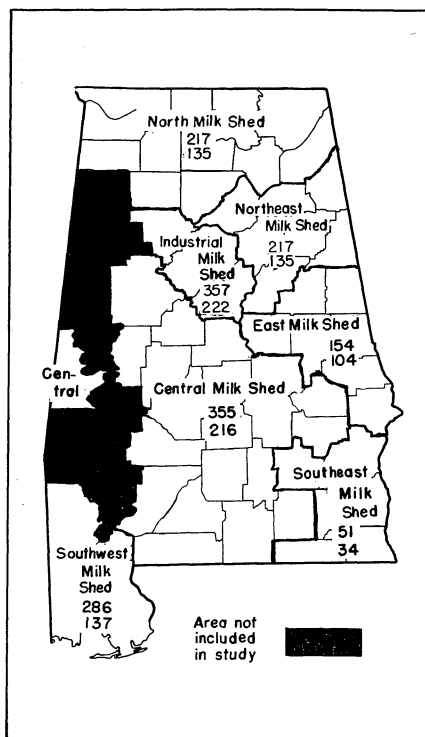 North Milk Shed
217
135
Northeast
Milk Shed
217
135
Industrial
Milk
Shed
357
222
East Milk Shed
154
104
Cen-
tral
Central Milk Shed
355
216
Southeast
Milk
Shed
51
34
Southwest
Milk
Shed
286
137
Area not
included
in study